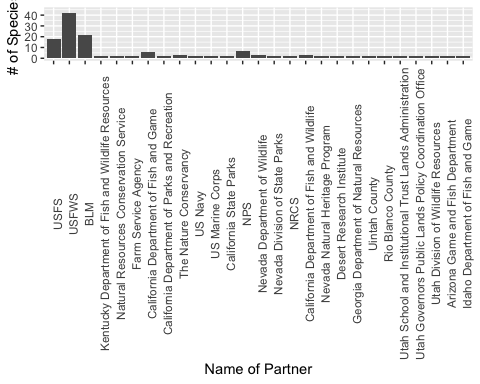 # of Specie
40
30
20
10
0
USFS
USFWS
BLM
Kentucky Department of Fish and Wildlife Resources
Natural Resources Conservation Service
Farm Service Agency
California Department of Fish and Game
California Department of Parks and Recreation
The Nature Conservancy
US Navy
US Marine Corps
California State Parks
NPS
Nevada Department of Wildlife
Nevada Division of State Parks
NRCS
California Department of Fish and Wildlife
Nevada Natural Heritage Program
Desert Research Institute
Georgia Department of Natural Resources
Uintah County
Rio Blanco County
Utah School and Institutional Trust Lands Administration
Utah Governors Public Lands Policy Coordination Office
Utah Division of Wildlife Resources
Arizona Game and Fish Department
Idaho Department of Fish and Game
Name of Partner